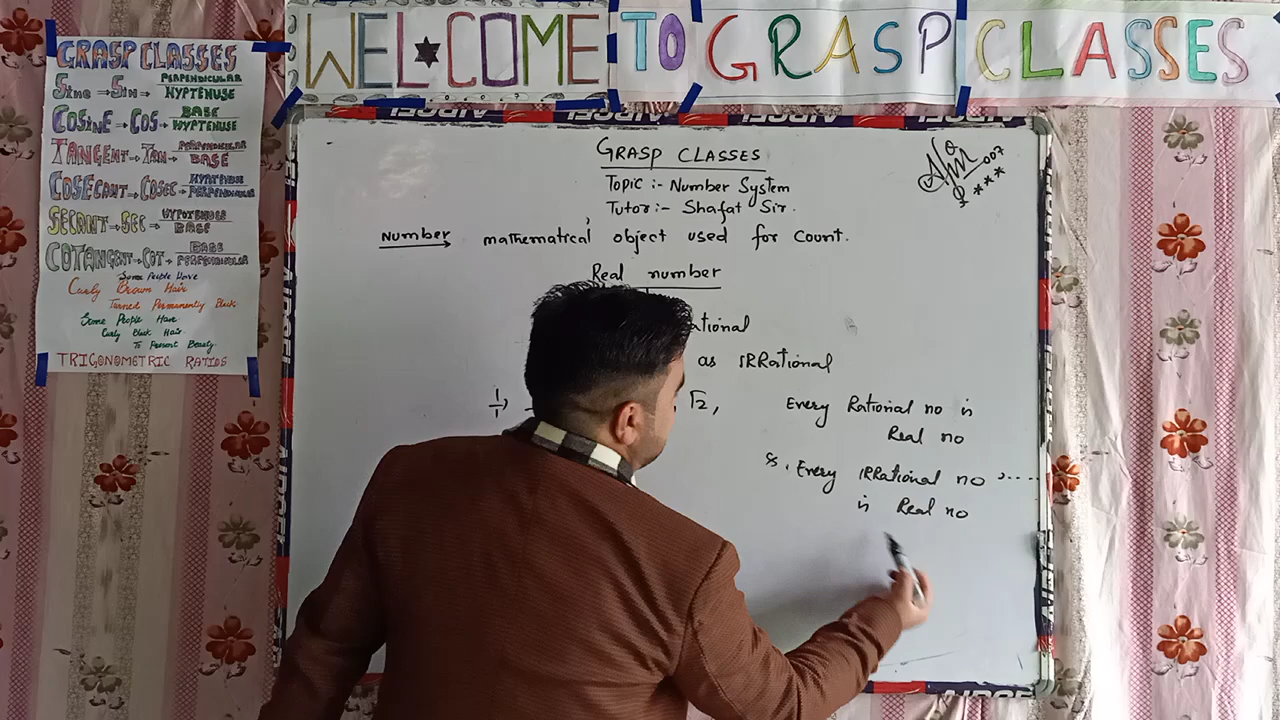 WELCOME TO GRASP CLASSES
GRASP CLASSES
SINE → SIN → PERPENDICULAR
HYPTENUSE
COSINE → COS → BASE
HYPTENUSE
TANGENT → TAN → PERPENDICULAR
BASE
COSECANT → COSEC → HYPTENUSE
PERPENDICULAR
SECANT → SEC → HYPOTENUSE
BASE
COTANGENT → COT → BASE
PERPENDICULAR
Some People Have
Curly Brown Hair
Turned Permanently Black
Some People Have
Curly Black Hair
To Present Beauty
TRIGONOMETRIC RATIOS
GRASP CLASSES
Topic :- Number System
Tutor :- Shafat Sir.
007
Number → mathematical object used for Count.
Real number
ational
as IRRational
√2,
Every Rational no is
Real no
Every IRRational no
is Real no